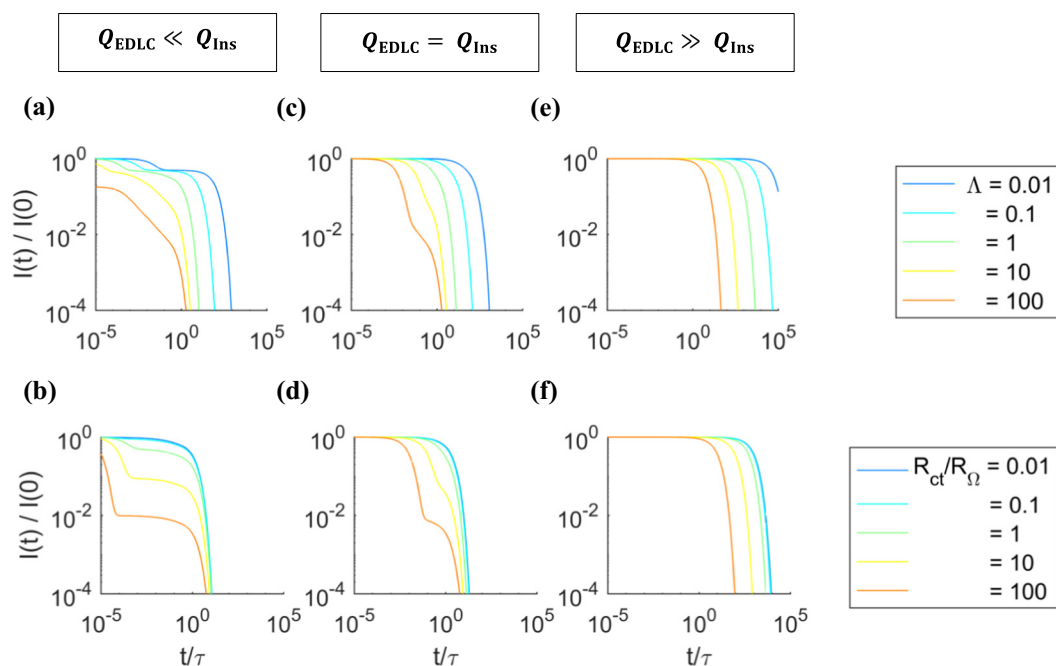 Q_EDLC ≪ Q_Ins
Q_EDLC = Q_Ins
Q_EDLC ≫ Q_Ins
(a)
(c)
(e)
I(t) / I(0)
10^0
10^-2
10^-4
10^-5
10^0
10^5
10^0
10^-2
10^-4
10^-5
10^0
10^5
10^0
10^-2
10^-4
10^-5
10^0
10^5
Λ = 0.01
= 0.1
= 1
= 10
= 100
(b)
(d)
(f)
I(t) / I(0)
10^0
10^-2
10^-4
10^-5
10^0
10^5
t/τ
10^0
10^-2
10^-4
10^-5
10^0
10^5
t/τ
10^0
10^-2
10^-4
10^-5
10^0
10^5
t/τ
R_ct/R_Ω = 0.01
= 0.1
= 1
= 10
= 100